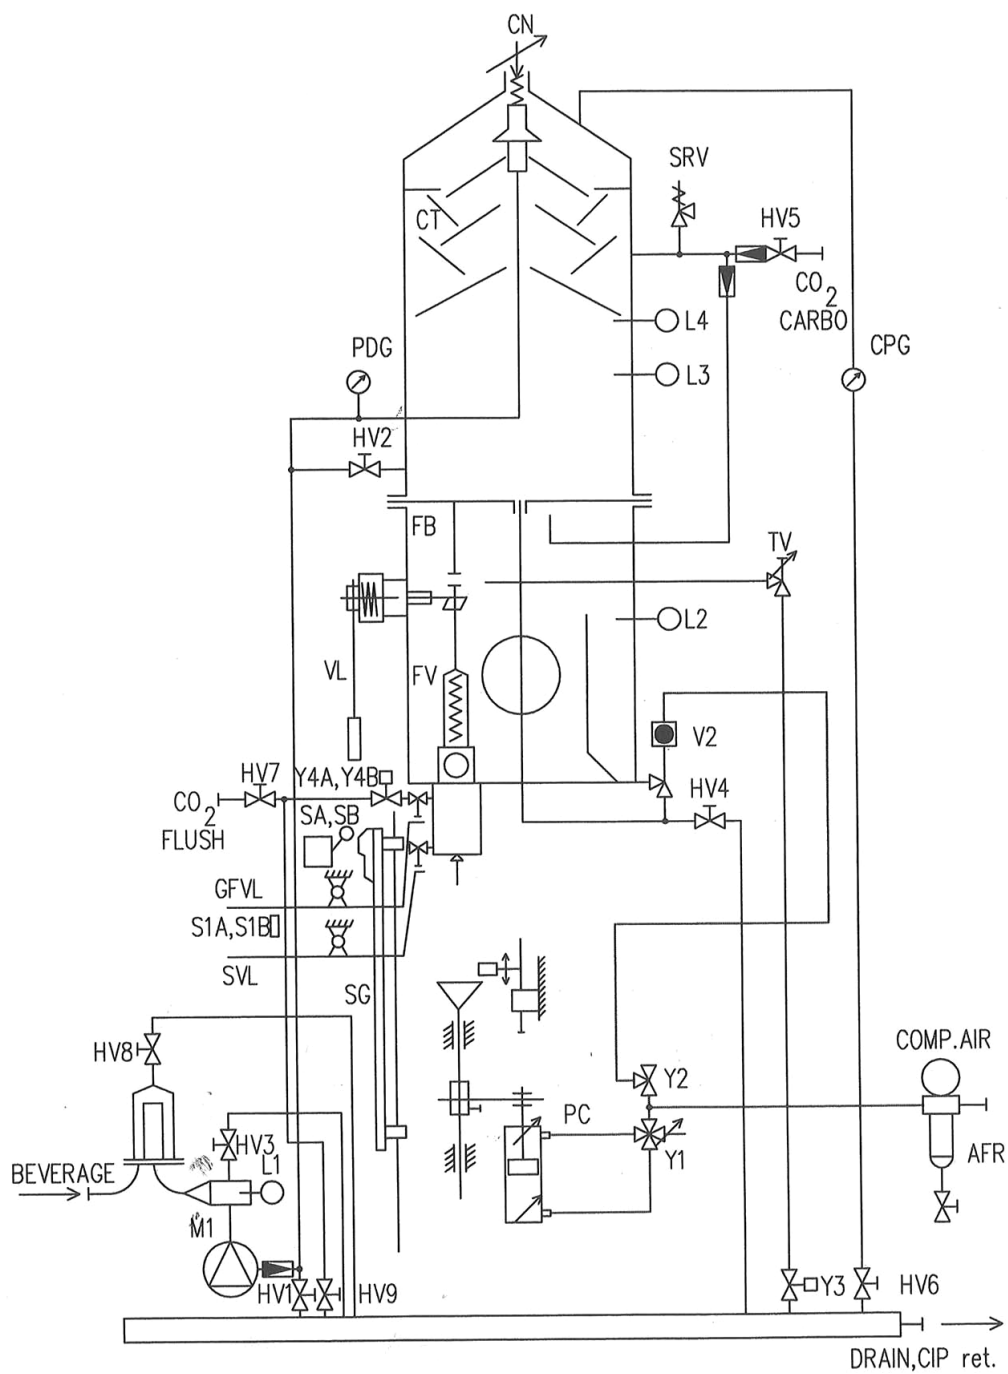 CN
SRV
HV5
CT
CO2
CARBO
L4
PDG
CPG
L3
HV2
FB
TV
L2
VL
FV
V2
HV7
Y4A,Y4B
HV4
CO2
FLUSH
SA,SB
GFVL
S1A,S1B
SVL
SG
COMP.AIR
HV8
Y2
PC
HV3
Y1
AFR
L1
BEVERAGE
M1
HV1
HV9
Y3
HV6
DRAIN,CIP ret.